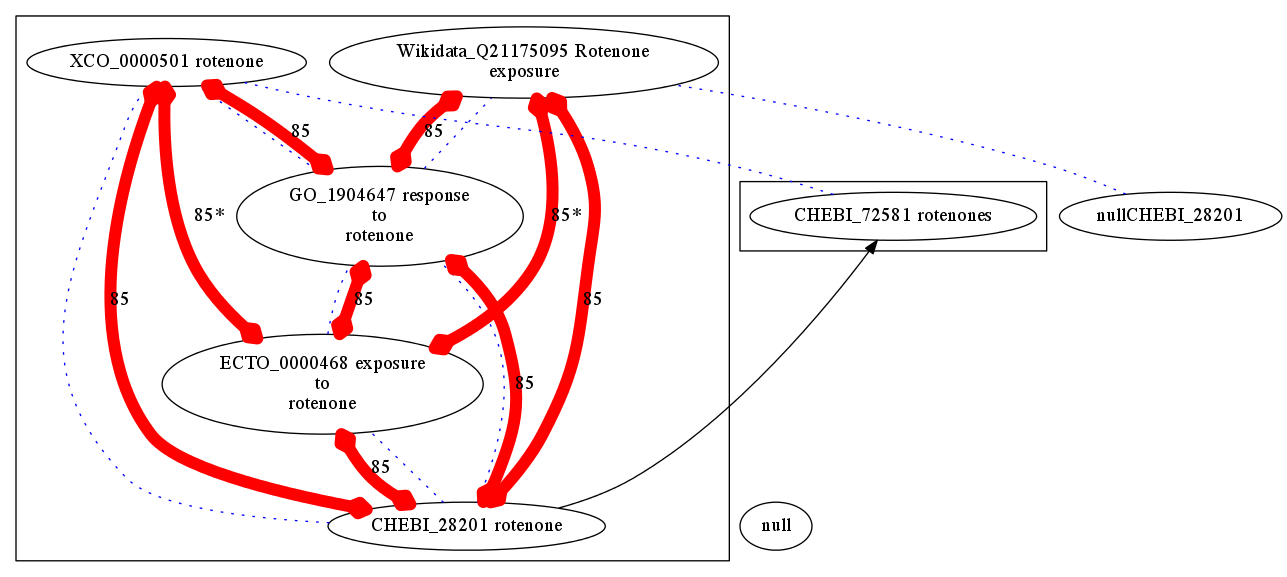 XCO_0000501 rotenone
Wikidata_Q21175095 Rotenone
exposure
85
85
GO_1904647 response
to
rotenone
85*
85*
CHEBI_72581 rotenones
nullCHEBI_28201
85
85
85
ECTO_0000468 exposure
to
rotenone
85
85
CHEBI_28201 rotenone
null